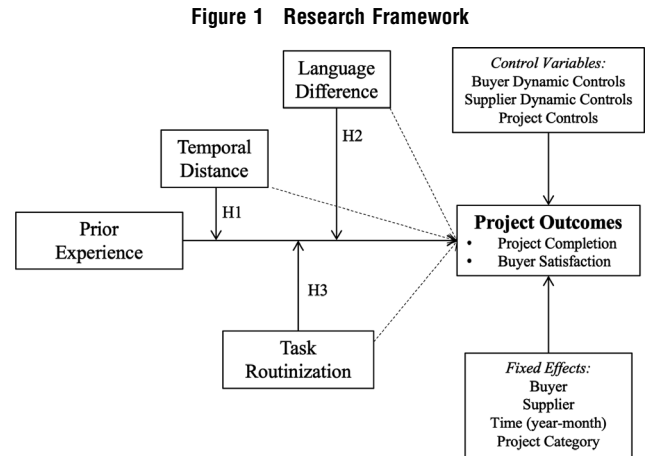 Figure 1 Research Framework
Language
Difference
Control Variables:
Buyer Dynamic Controls
Supplier Dynamic Controls
Project Controls
H2
Temporal
Distance
H1
Prior
Experience
Project Outcomes
• Project Completion
• Buyer Satisfaction
H3
Task
Routinization
Fixed Effects:
Buyer
Supplier
Time (year-month)
Project Category